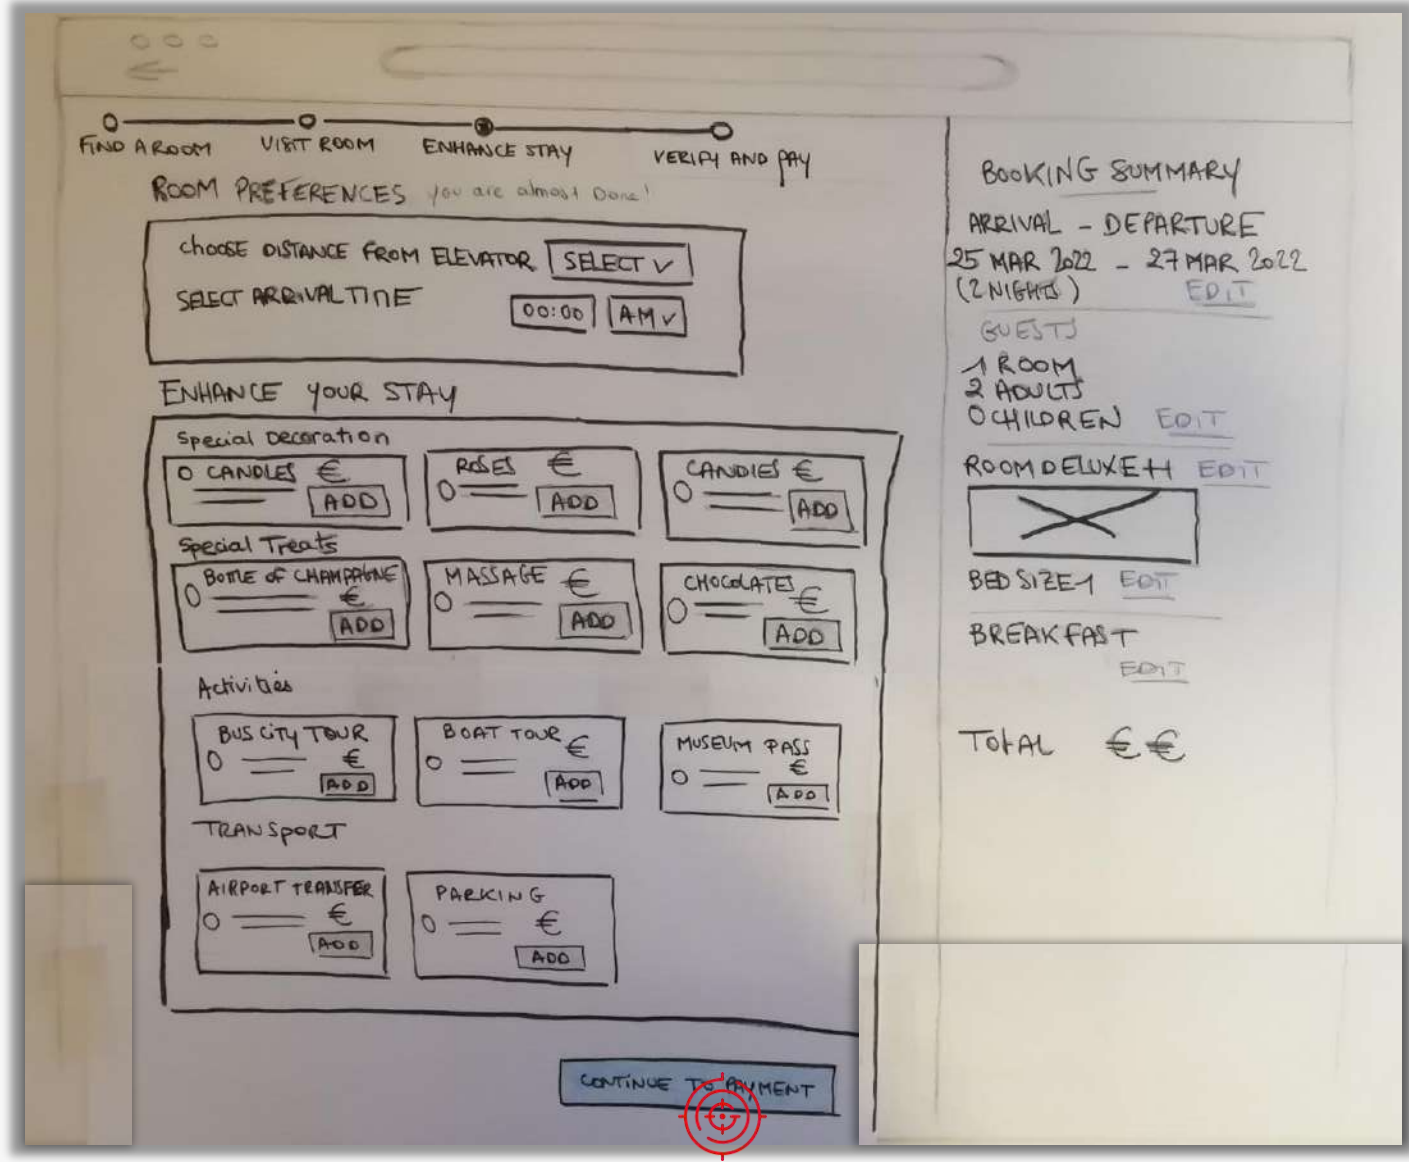 FIND A ROOM VISIT ROOM ENHANCE STAY VERIFY AND PAY
ROOM PREFERENCES you are almost Done!
choose DISTANCE FROM ELEVATOR SELECT
SELECT ARRIVAL TIME 00:00 AM
ENHANCE YOUR STAY
Special Decoration
CANDLES € ROSES € CANDIES €
ADD ADD ADD
Special Treats
BOTTLE OF CHAMPAGNE € MASSAGE € CHOCOLATES €
ADD ADD ADD
Activities
BUS CITY TOUR € BOAT TOUR € MUSEUM PASS €
ADD ADD ADD
TRANSPORT
AIRPORT TRANSFER € PARKING €
ADD ADD
CONTINUE TO PAYMENT
BOOKING SUMMARY
ARRIVAL - DEPARTURE
25 MAR 2022 - 27 MAR 2022
(2 NIGHTS) EDIT
GUESTS
1 ROOM
2 ADULTS
0 CHILDREN EDIT
ROOM DELUXE EDIT
BED SIZE 1 EDIT
BREAKFAST
EDIT
TOTAL €€